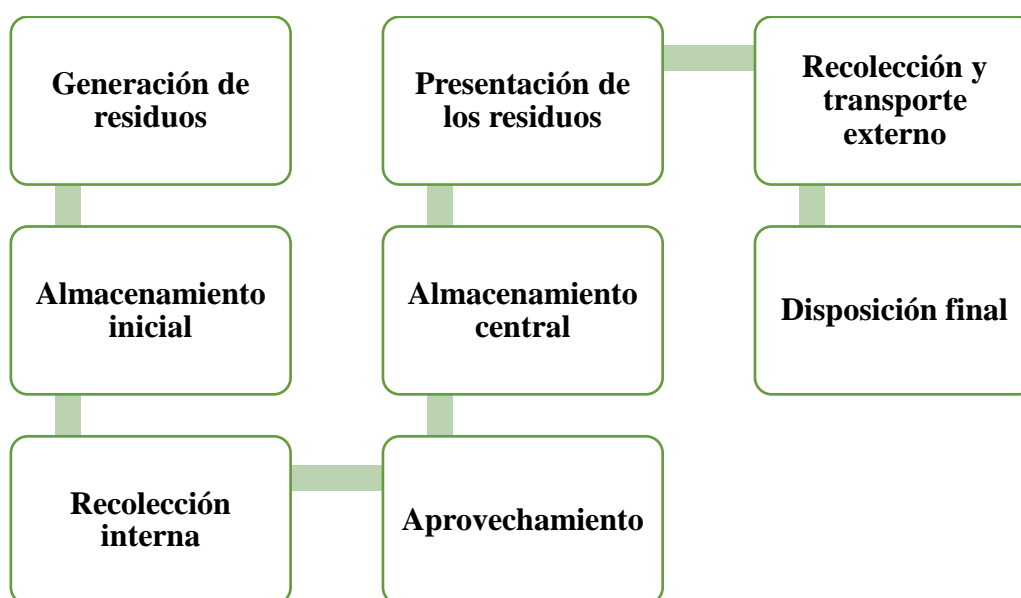 Generación de
residuos
Almacenamiento
inicial
Recolección
interna
Aprovechamiento
Almacenamiento
central
Presentación de
los residuos
Recolección y
transporte
externo
Disposición final